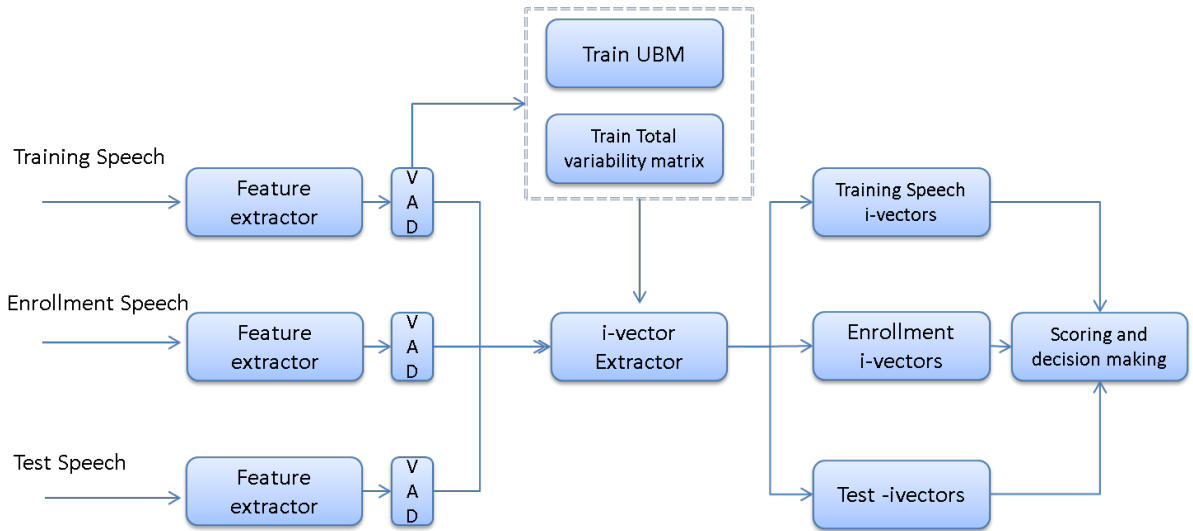 Train UBM
Train Total
variability matrix
Training Speech
Feature
extractor
V
A
D
Training Speech
i-vectors
Enrollment Speech
Feature
extractor
V
A
D
i-vector
Extractor
Enrollment
i-vectors
Scoring and
decision making
Test Speech
Feature
extractor
V
A
D
Test -ivectors